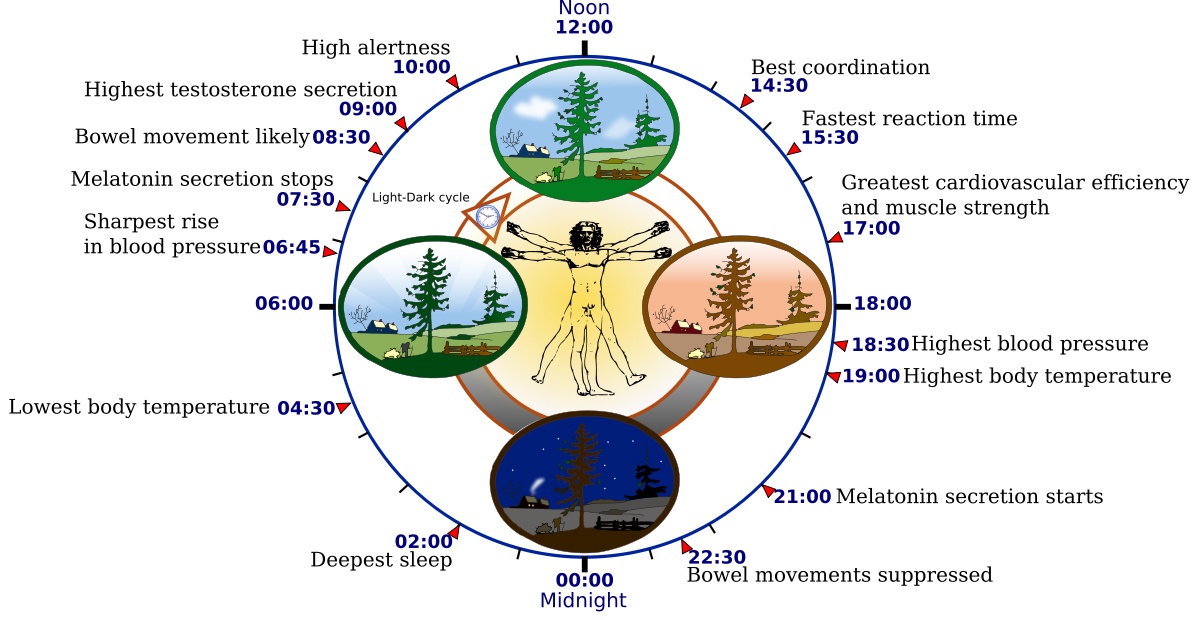 Noon
12:00
High alertness
10:00
Highest testosterone secretion
09:00
Bowel movement likely 08:30
Melatonin secretion stops
07:30
Sharpest rise
in blood pressure 06:45
06:00
Lowest body temperature 04:30
02:00
Deepest sleep
00:00
Midnight
Best coordination
14:30
Fastest reaction time
15:30
Greatest cardiovascular efficiency
and muscle strength
17:00
18:00
18:30 Highest blood pressure
19:00 Highest body temperature
21:00 Melatonin secretion starts
22:30
Bowel movements suppressed
Light-Dark cycle